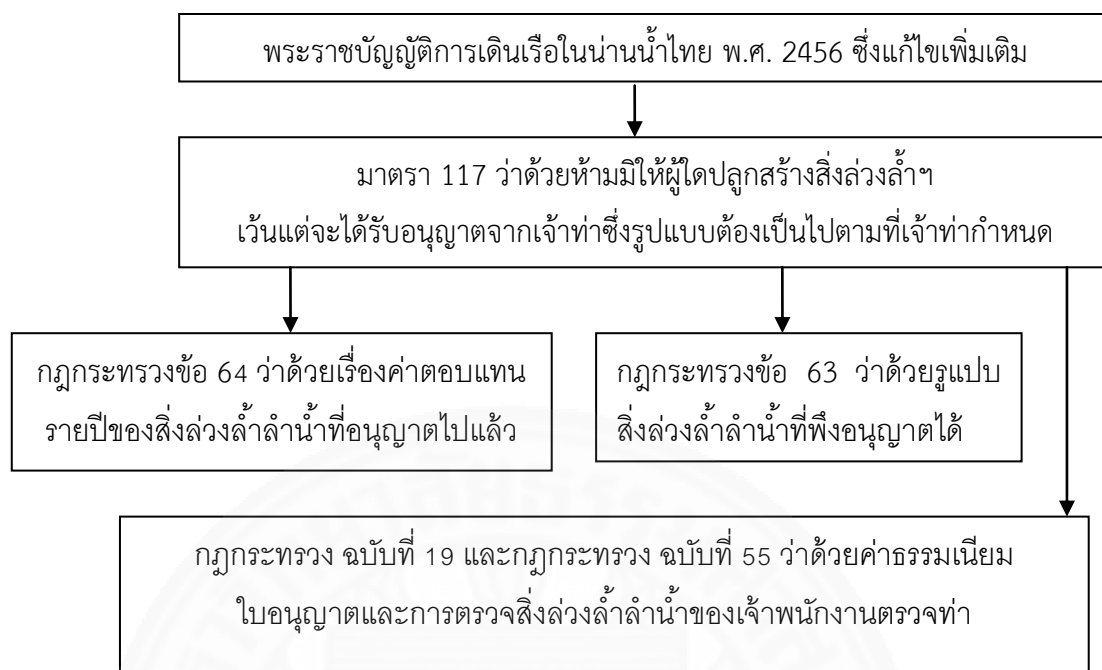 พระราชบัญญัติการเดินเรือในน่านน้ำไทย พ.ศ. 2456 ซึ่งแก้ไขเพิ่มเติม
มาตรา 117 ว่าด้วยห้ามมิให้ผู้ใดปลูกสร้างสิ่งล่วงล้ำฯ
เว้นแต่จะได้รับอนุญาตจากเจ้าท่าซึ่งรูปแบบต้องเป็นไปตามที่เจ้าท่ากำหนด
กฎกระทรวงข้อ 64 ว่าด้วยเรื่องค่าตอบแทน
รายปีของสิ่งล่วงล้ำลำน้ำที่อนุญาตไปแล้ว
กฎกระทรวงข้อ 63 ว่าด้วยรูแปบ
สิ่งล่วงล้ำลำน้ำที่พึงอนุญาตได้
กฎกระทรวง ฉบับที่ 19 และกฎกระทรวง ฉบับที่ 55 ว่าด้วยค่าธรรมเนียม
ใบอนุญาตและการตรวจสิ่งล่วงล้ำลำน้ำของเจ้าพนักงานตรวจท่า